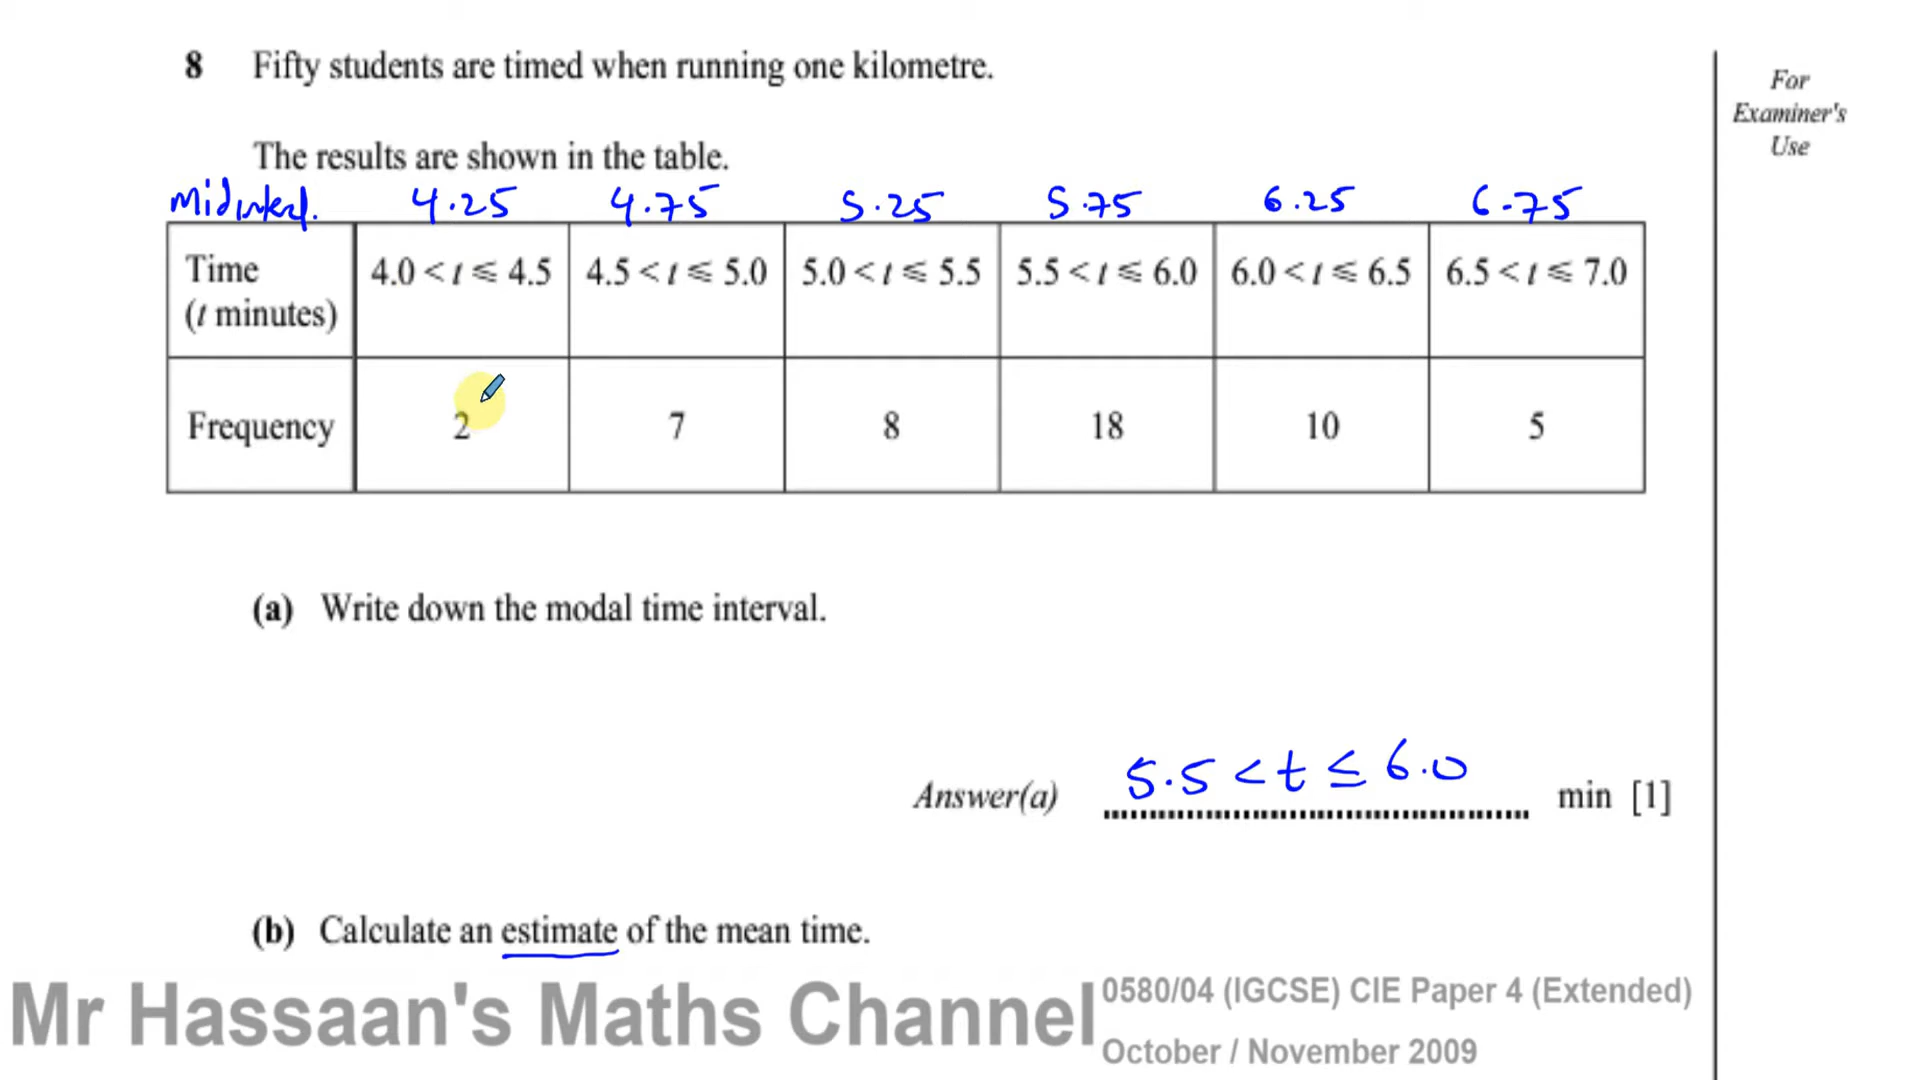 8 Fifty students are timed when running one kilometre.
For
Examiner's
Use
The results are shown in the table.
4.25 4.75 5.25 5.75 6.25 6.75
Time (t minutes) 4.0 < t ⩽ 4.5 4.5 < t ⩽ 5.0 5.0 < t ⩽ 5.5 5.5 < t ⩽ 6.0 6.0 < t ⩽ 6.5 6.5 < t ⩽ 7.0
Frequency 2 7 8 18 10 5
(a) Write down the modal time interval.
Answer(a) 5.5 < t ≤ 6.0 min [1]
(b) Calculate an estimate of the mean time.
Mr Hassaan's Maths Channel
0580/04 (IGCSE) CIE Paper 4 (Extended)
October / November 2009